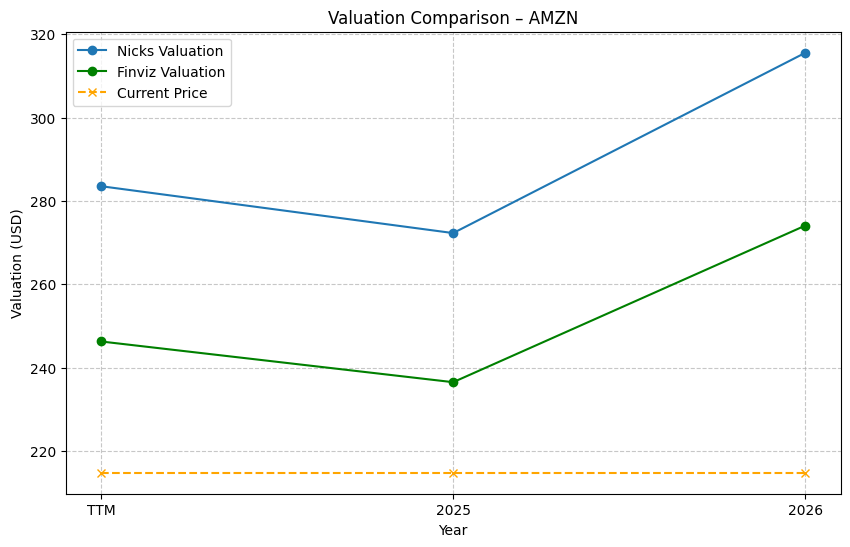 Valuation Comparison – AMZN
Nicks Valuation
Finviz Valuation
Current Price
Valuation (USD)
320
300
280
260
240
220
TTM
2025
2026
Year